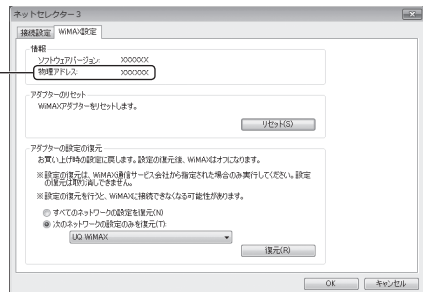 ネットセレクター3
接続設定 WiMAX設定
情報
ソフトウェアバージョン: XXXXXX
物理アドレス: XXXXXX
アダプターのリセット
WiMAXアダプターをリセットします。
リセット(S)
アダプターの設定の復元
お買い上げ時の設定に戻します。設定の復元後、WiMAXはオフになります。
※設定の復元は、WiMAX通信サービス会社から指定された場合のみ実行してください。設定
の復元は取り消しできません。
※設定の復元を行うと、WiMAXに接続できなくなる可能性があります。
すべてのネットワークの設定を復元(N)
次のネットワークの設定のみを復元(T):
UQ WiMAX
復元(R)
OK キャンセル